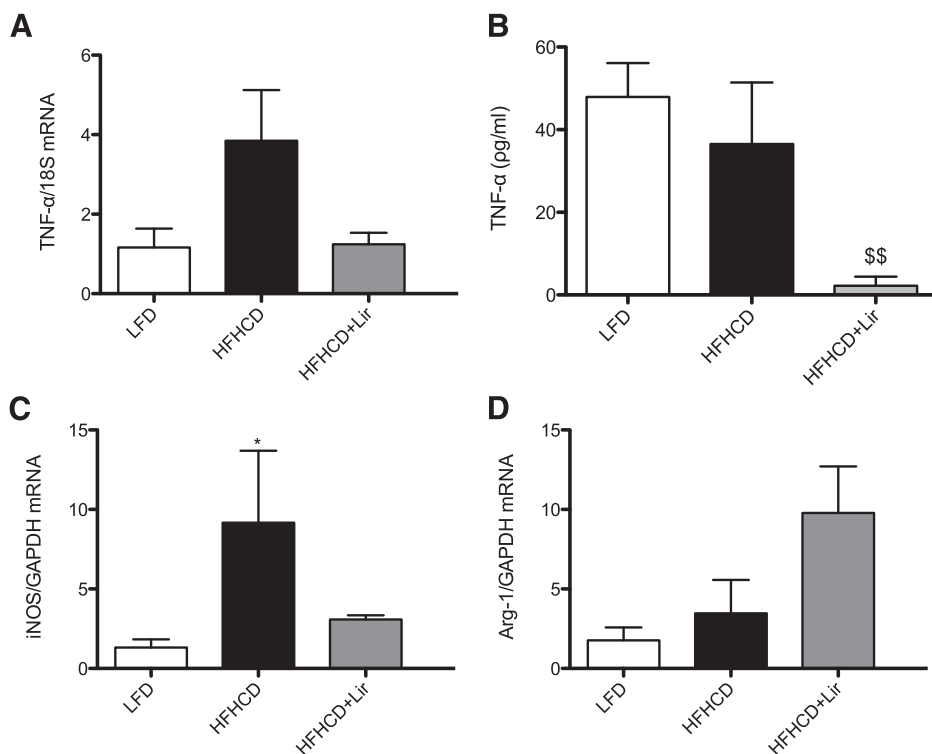 A
TNF-α/18S mRNA
6
4
2
0
LFD
HFHCD
HFHCD+Lir
B
TNF-α (ρg/ml)
60
40
20
0
$$
LFD
HFHCD
HFHCD+Lir
C
iNOS/GAPDH mRNA
15
10
5
0
*
LFD
HFHCD
HFHCD+Lir
D
Arg-1/GAPDH mRNA
15
10
5
0
LFD
HFHCD
HFHCD+Lir